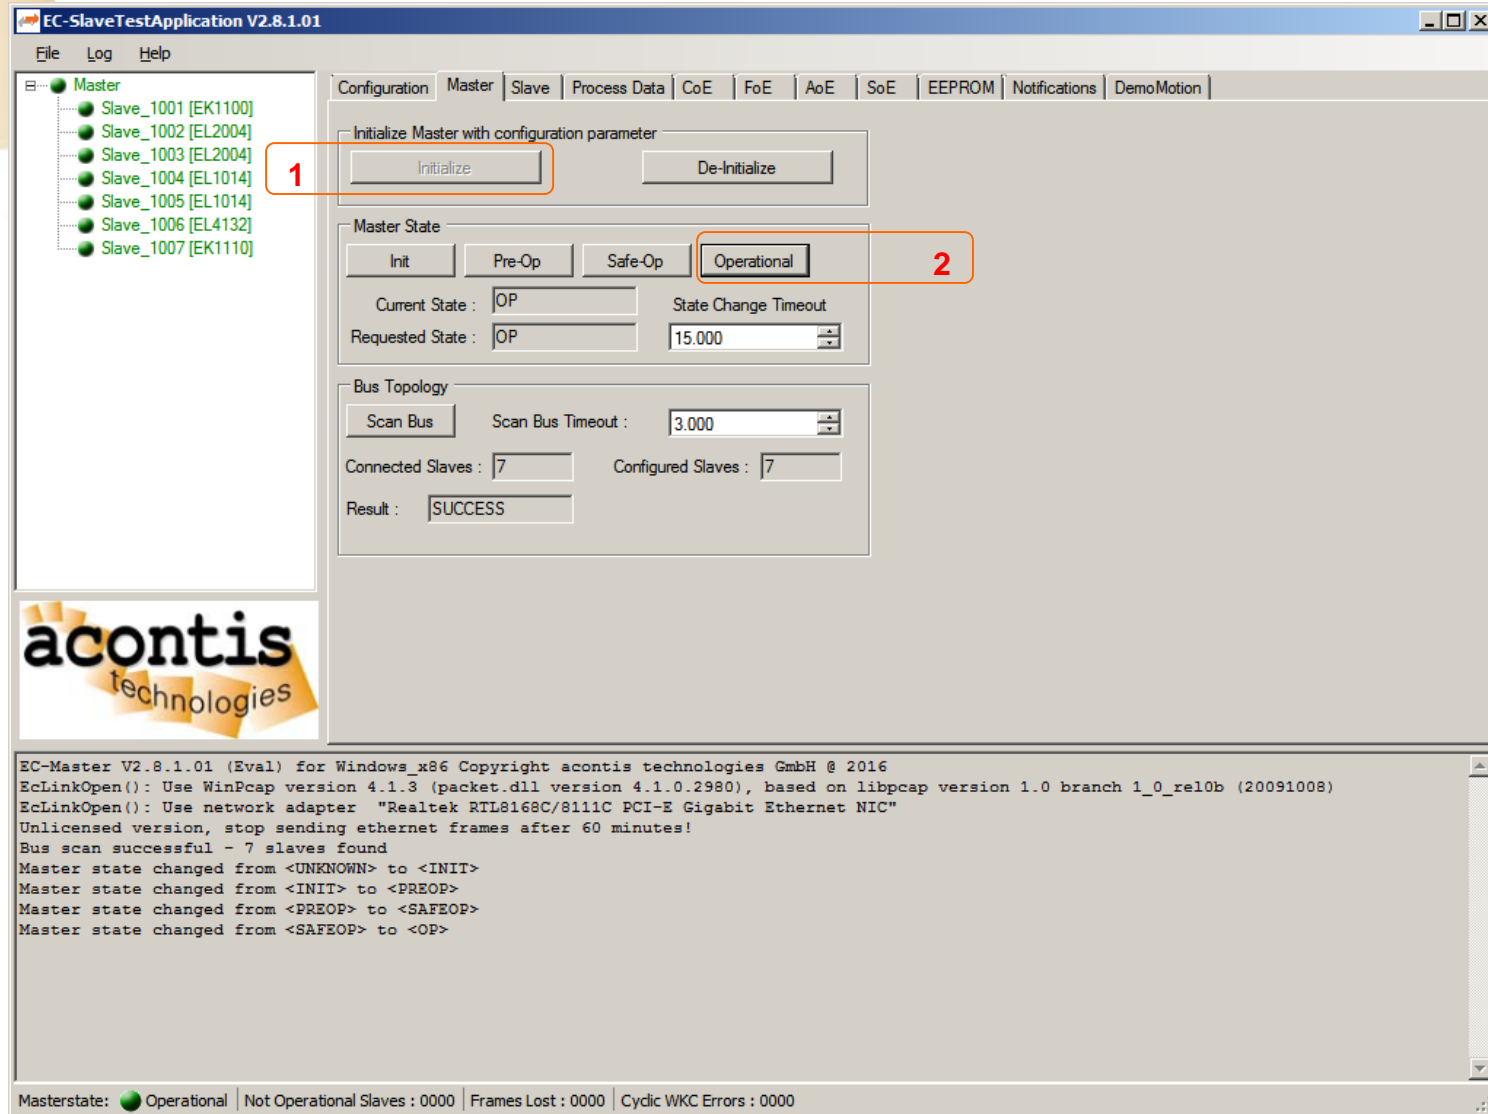 EC-SlaveTestApplication V2.8.1.01
File Log Help
Master
Slave_1001 [EK1100]
Slave_1002 [EL2004]
Slave_1003 [EL2004]
Slave_1004 [EL1014]
Slave_1005 [EL1014]
Slave_1006 [EL4132]
Slave_1007 [EK1110]
Configuration Master Slave Process Data CoE FoE AoE SoE EEPROM Notifications DemoMotion
Initialize Master with configuration parameter
1 Initialize De-Initialize
Master State
Init Pre-Op Safe-Op Operational 2
Current State : OP State Change Timeout
Requested State : OP 15.000
Bus Topology
Scan Bus Scan Bus Timeout : 3.000
Connected Slaves : 7 Configured Slaves : 7
Result : SUCCESS
acontis
technologies
EC-Master V2.8.1.01 (Eval) for Windows_x86 Copyright acontis technologies GmbH @ 2016
EcLinkOpen(): Use WinPcap version 4.1.3 (packet.dll version 4.1.0.2980), based on libpcap version 1.0 branch 1_0_rel0b (20091008)
EcLinkOpen(): Use network adapter "Realtek RTL8168C/8111C PCI-E Gigabit Ethernet NIC"
Unlicensed version, stop sending ethernet frames after 60 minutes!
Bus scan successful - 7 slaves found
Master state changed from <UNKNOWN> to <INIT>
Master state changed from <INIT> to <PREOP>
Master state changed from <PREOP> to <SAFEOP>
Master state changed from <SAFEOP> to <OP>
Masterstate: Operational Not Operational Slaves : 0000 Frames Lost : 0000 Cyclic WKC Errors : 0000